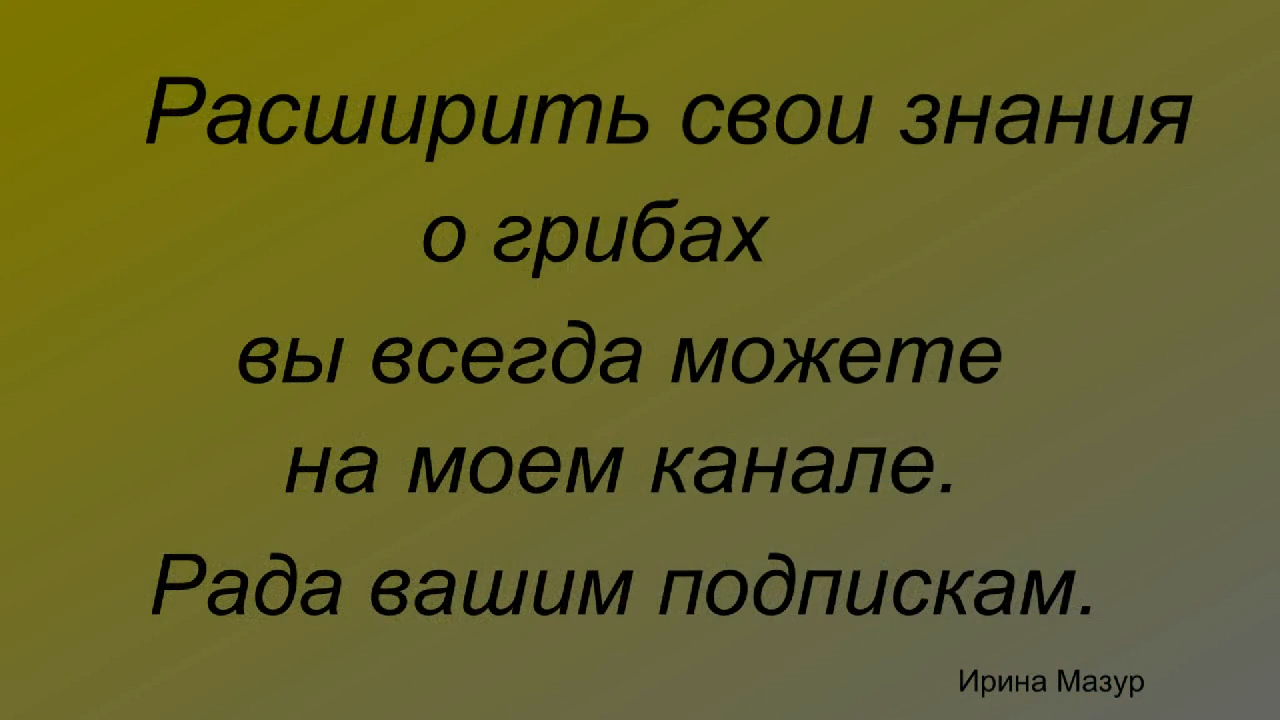 Расширить свои знания
о грибах
вы всегда можете
на моем канале.
Рада вашим подпискам.
Ирина Мазур